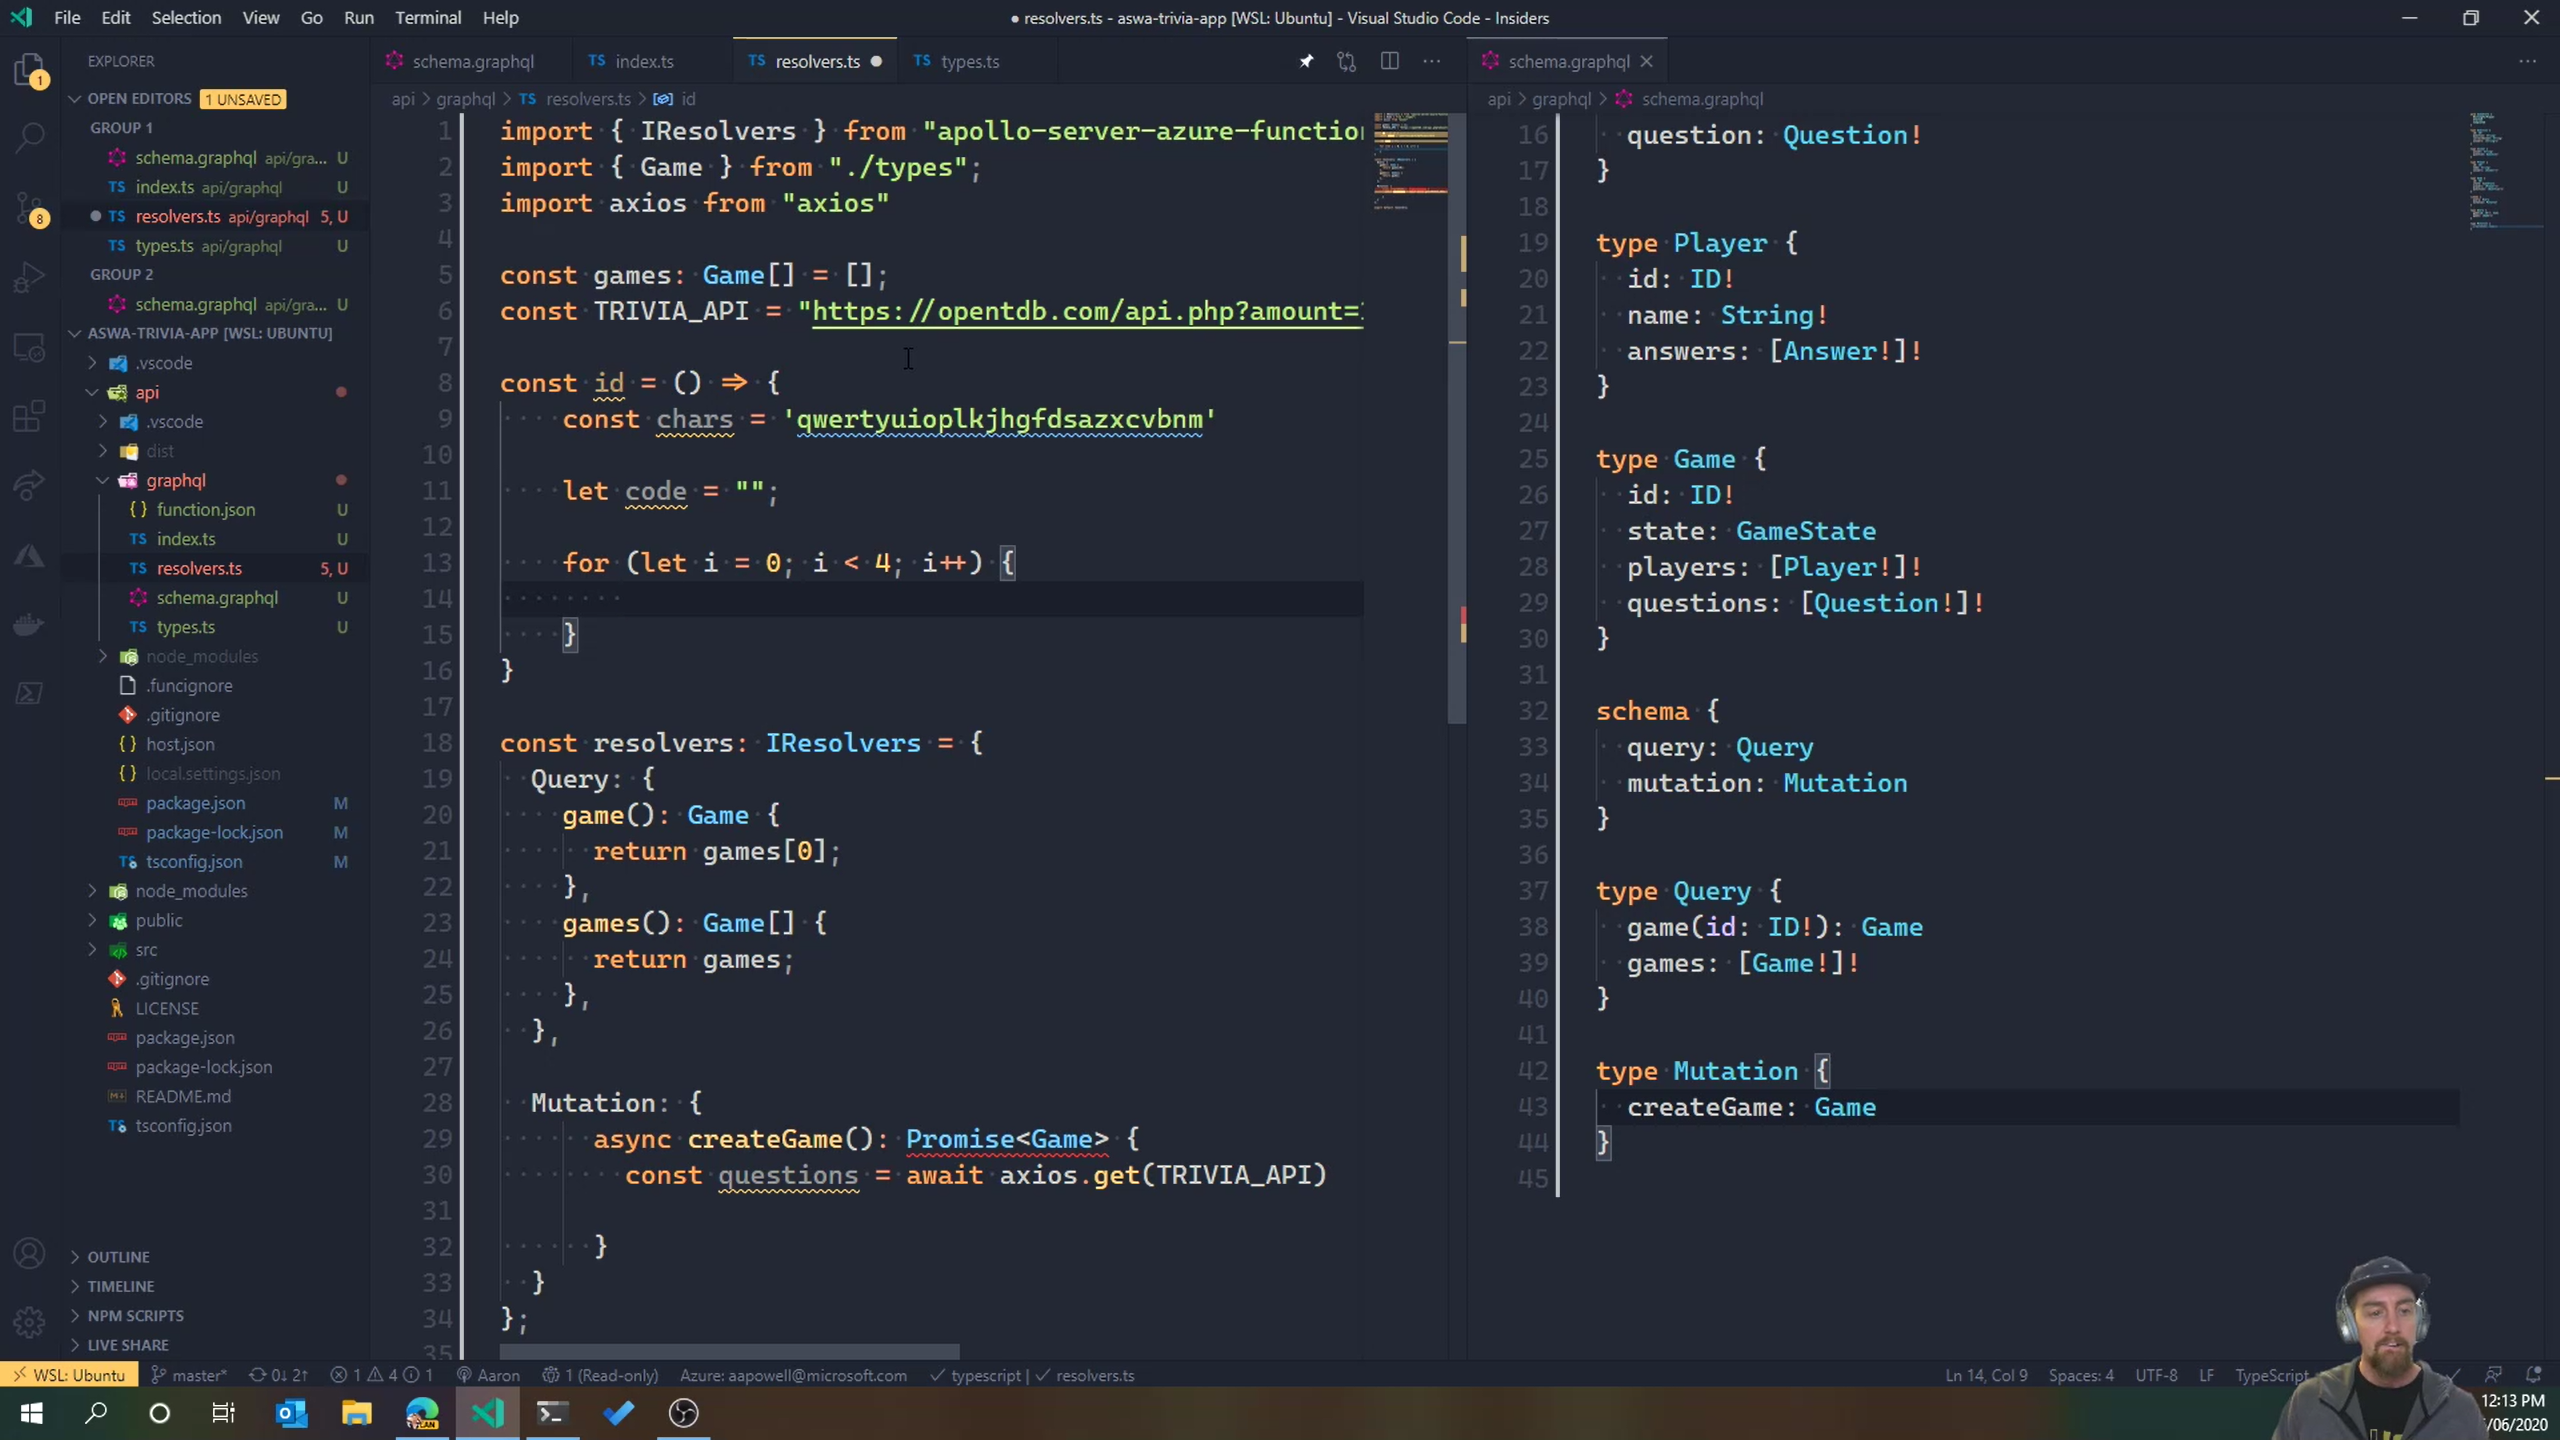 File Edit Selection View Go Run Terminal Help
● resolvers.ts - aswa-trivia-app [WSL: Ubuntu] - Visual Studio Code - Insiders
EXPLORER
OPEN EDITORS 1 UNSAVED
GROUP 1
schema.graphql api/gra... U
TS index.ts api/graphql U
TS resolvers.ts api/graphql 5, U
TS types.ts api/graphql U
GROUP 2
schema.graphql api/gra... U
ASWA-TRIVIA-APP [WSL: UBUNTU]
.vscode
api
.vscode
dist
graphql
function.json U
TS index.ts U
TS resolvers.ts 5, U
schema.graphql U
TS types.ts U
node_modules
.funcignore
.gitignore
host.json
local.settings.json
package.json M
package-lock.json M
tsconfig.json M
node_modules
public
src
.gitignore
LICENSE
package.json
package-lock.json
README.md
tsconfig.json
OUTLINE
TIMELINE
NPM SCRIPTS
LIVE SHARE
1
8
schema.graphql TS index.ts TS resolvers.ts ● TS types.ts
api > graphql > TS resolvers.ts > id
1 import { IResolvers } from "apollo-server-azure-function
2 import { Game } from "./types";
3 import axios from "axios"
4
5 const games: Game[] = [];
6 const TRIVIA_API = "https://opentdb.com/api.php?amount=
7
8 const id = () => {
9 const chars = 'qwertyuioplkjhgfdsazxcvbnm'
10
11 let code = "";
12
13 for (let i = 0; i < 4; i++) {
14
15 }
16 }
17
18 const resolvers: IResolvers = {
19 Query: {
20 game(): Game {
21 return games[0];
22 },
23 games(): Game[] {
24 return games;
25 },
26 },
27
28 Mutation: {
29 async createGame(): Promise<Game> {
30 const questions = await axios.get(TRIVIA_API)
31
32 }
33 }
34 };
35
schema.graphql
api > graphql > schema.graphql
16 question: Question!
17 }
18
19 type Player {
20 id: ID!
21 name: String!
22 answers: [Answer!]!
23 }
24
25 type Game {
26 id: ID!
27 state: GameState
28 players: [Player!]!
29 questions: [Question!]!
30 }
31
32 schema {
33 query: Query
34 mutation: Mutation
35 }
36
37 type Query {
38 game(id: ID!): Game
39 games: [Game!]!
40 }
41
42 type Mutation {
43 createGame: Game
44 }
45
WSL: Ubuntu master* 0↓ 2↑ 1 4 1 Aaron 1 (Read-only) Azure: aapowell@microsoft.com typescript | resolvers.ts Ln 14, Col 9 Spaces: 4 UTF-8 LF TypeScript
12:13 PM
/06/2020